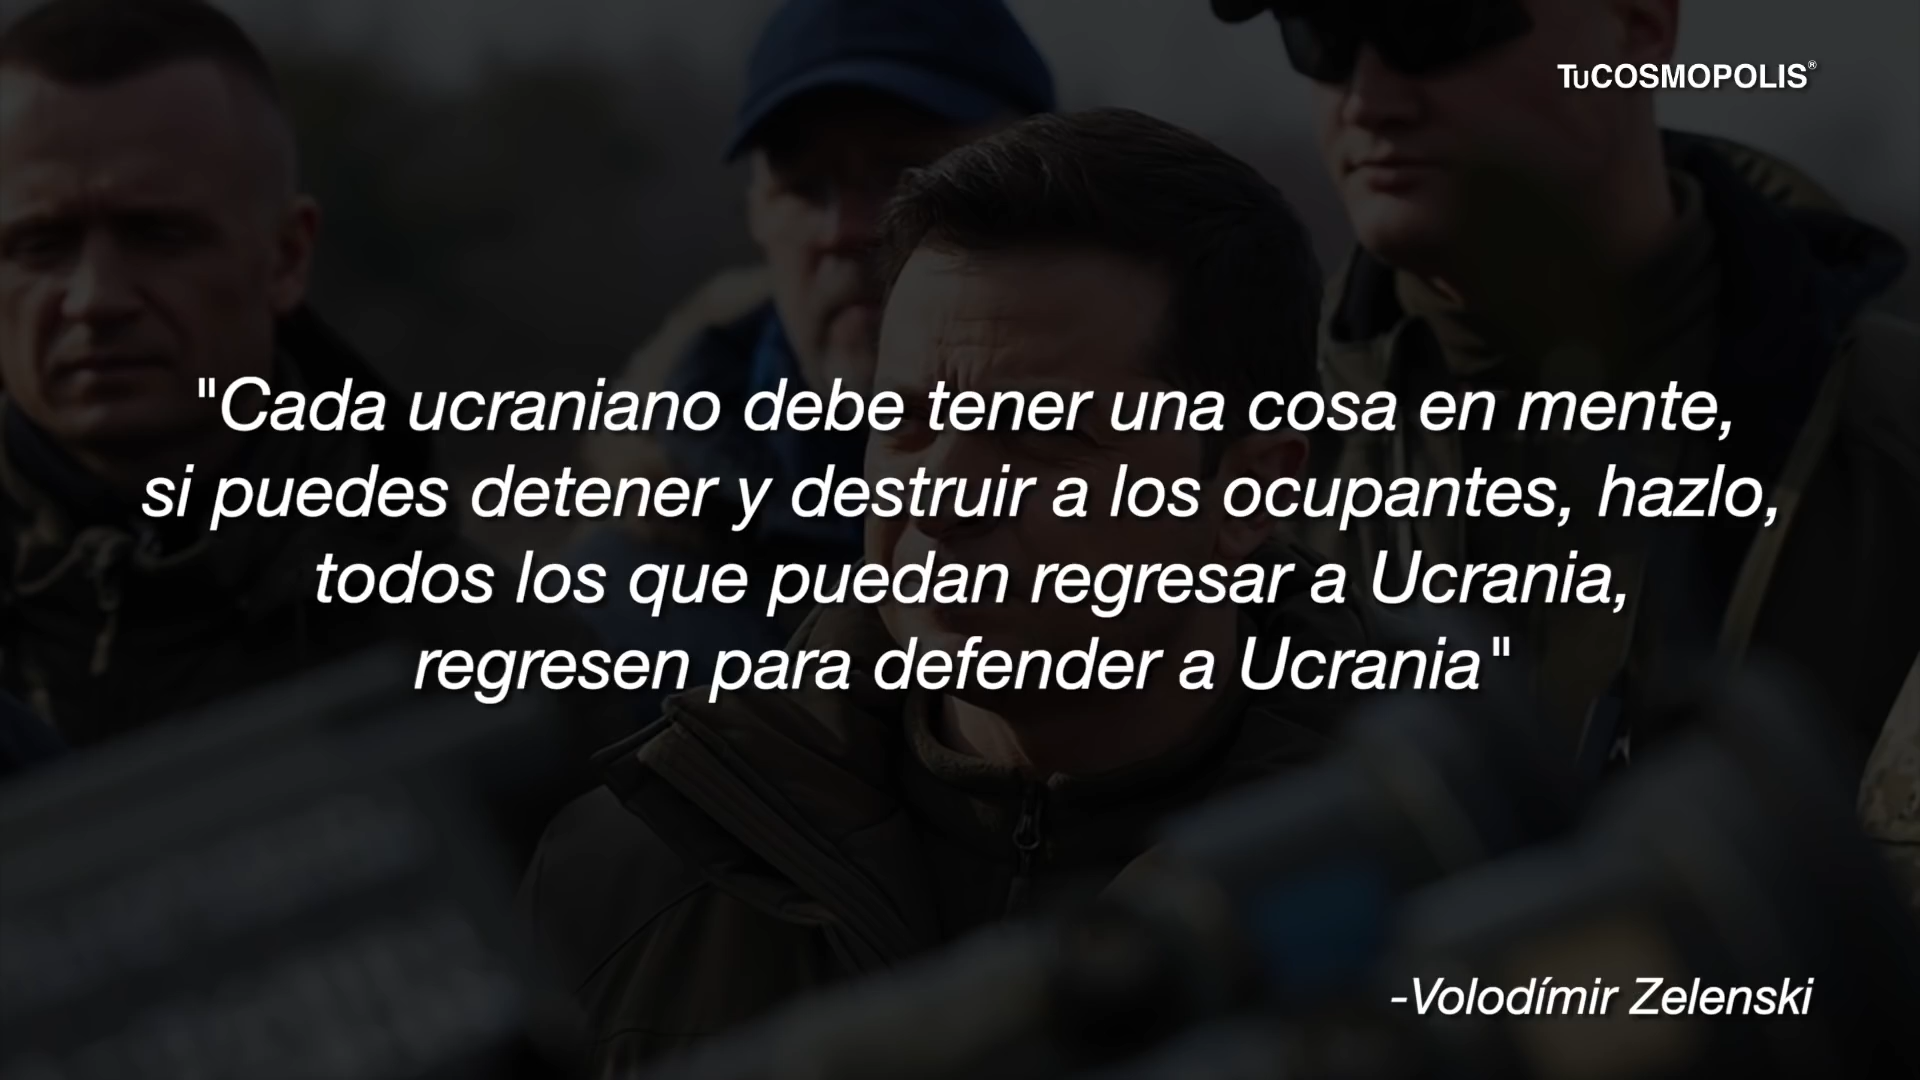 TuCOSMOPOLIS®
"Cada ucraniano debe tener una cosa en mente,
si puedes detener y destruir a los ocupantes, hazlo,
todos los que puedan regresar a Ucrania,
regresen para defender a Ucrania"
-Volodímir Zelenski